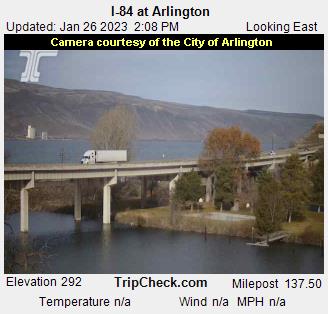 I-84 at Arlington
Updated: Jan 26 2023 2:08 PM Looking East
Camera courtesy of the City of Arlington
Elevation 292 TripCheck.com Milepost 137.50
Temperature n/a Wind n/a MPH n/a